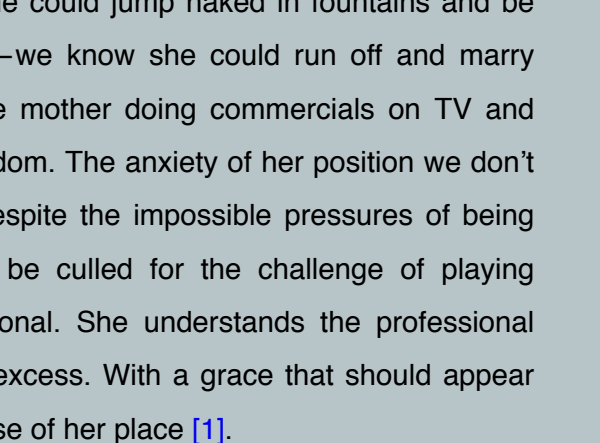 could jump naked in fountains and be
–we know she could run off and marry
mother doing commercials on TV and
dom. The anxiety of her position we don't
espite the impossible pressures of being
be culled for the challenge of playing
onal. She understands the professional
excess. With a grace that should appear
se of her place [1].